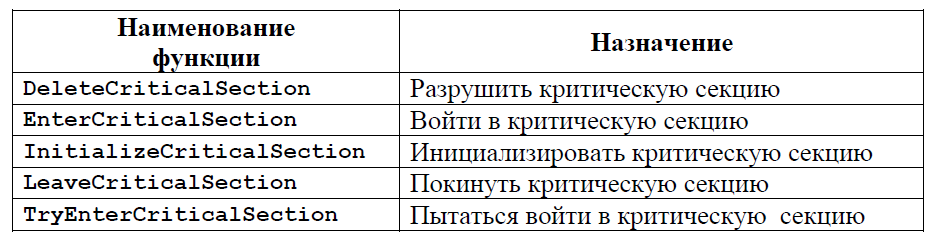 Наименование
функции
Назначение
DeleteCriticalSection Разрушить критическую секцию
EnterCriticalSection Войти в критическую секцию
InitializeCriticalSection Инициализировать критическую секцию
LeaveCriticalSection Покинуть критическую секцию
TryEnterCriticalSection Пытаться войти в критическую секцию